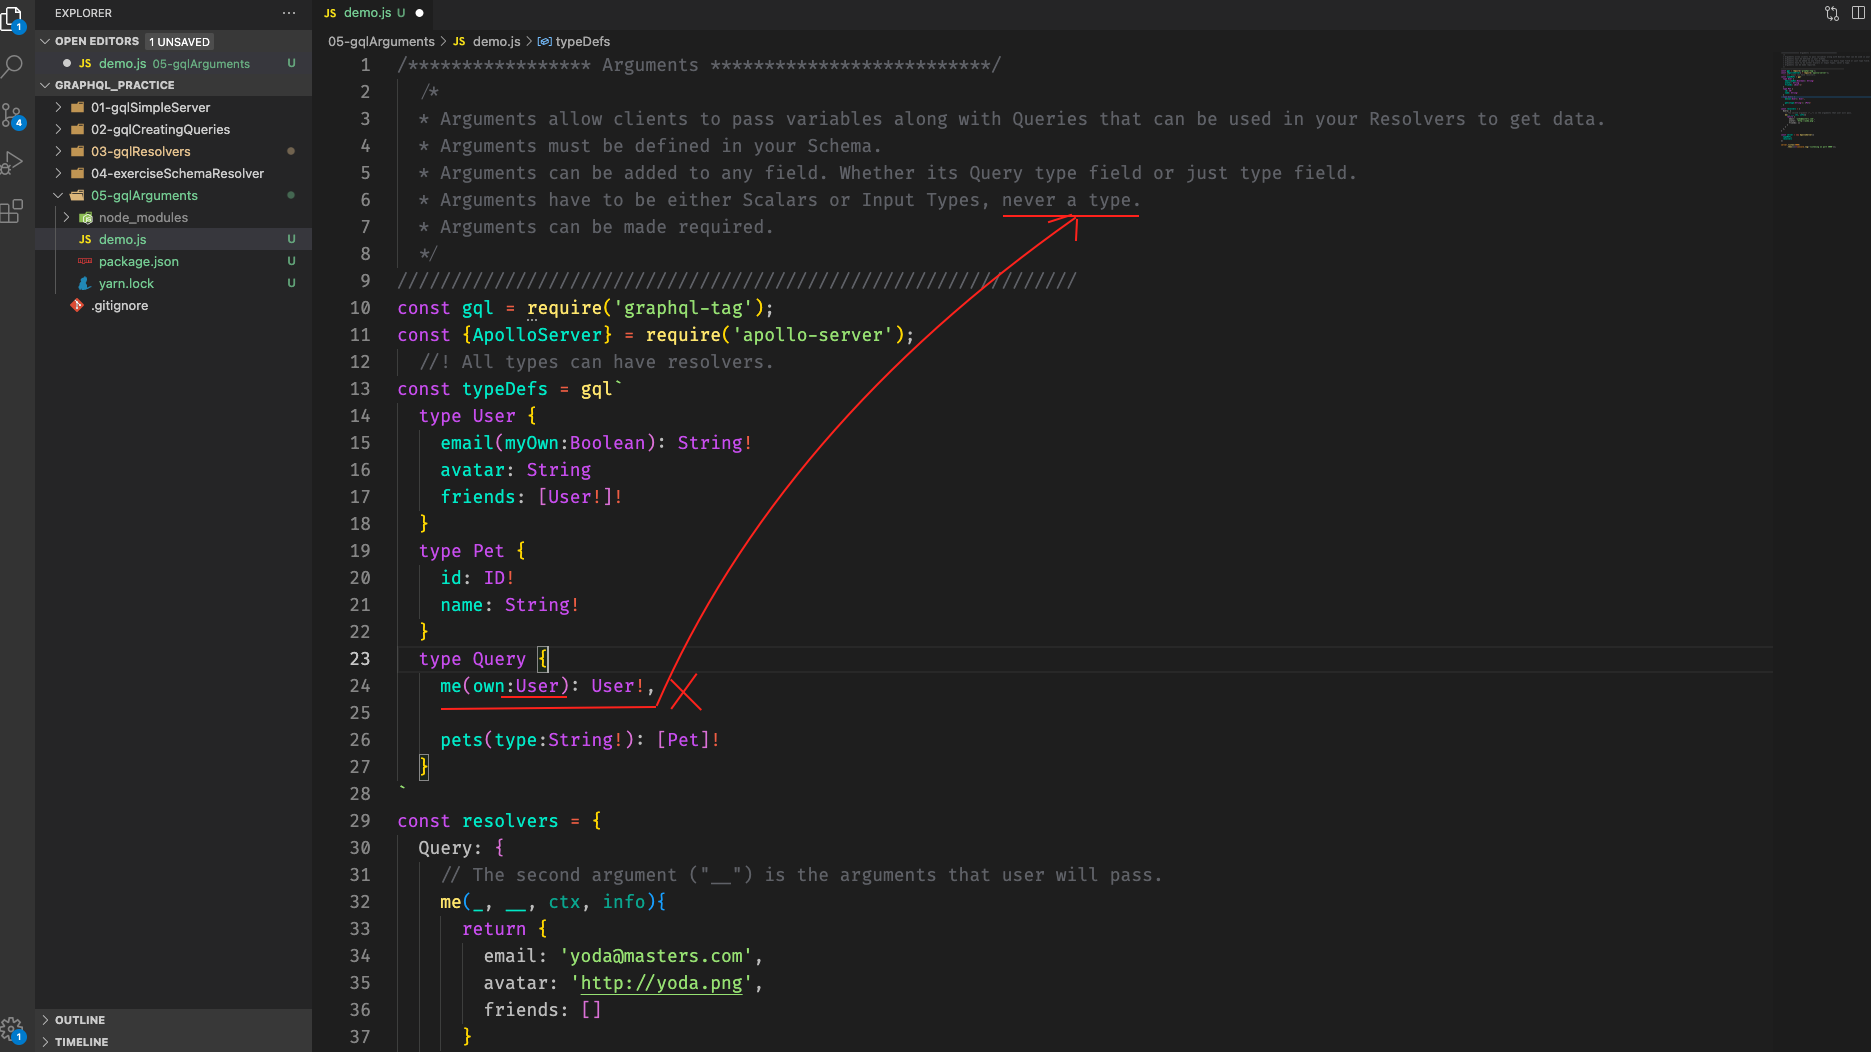 EXPLORER
OPEN EDITORS 1 UNSAVED
JS demo.js 05-gqlArguments U
GRAPHQL_PRACTICE
01-gqlSimpleServer
02-gqlCreatingQueries
03-gqlResolvers
04-exerciseSchemaResolver
05-gqlArguments
node_modules
JS demo.js U
package.json U
yarn.lock U
.gitignore
OUTLINE
TIMELINE
1
4
1
JS demo.js U
05-gqlArguments > JS demo.js > typeDefs
1 /***************** Arguments **************************/
2 /*
3 * Arguments allow clients to pass variables along with Queries that can be used in your Resolvers to get data.
4 * Arguments must be defined in your Schema.
5 * Arguments can be added to any field. Whether its Query type field or just type field.
6 * Arguments have to be either Scalars or Input Types, never a type.
7 * Arguments can be made required.
8 */
9 ///////////////////////////////////////////////////////////////
10 const gql = require('graphql-tag');
11 const {ApolloServer} = require('apollo-server');
12 //! All types can have resolvers.
13 const typeDefs = gql`
14 type User {
15 email(myOwn:Boolean): String!
16 avatar: String
17 friends: [User!]!
18 }
19 type Pet {
20 id: ID!
21 name: String!
22 }
23 type Query {
24 me(own:User): User!,
25
26 pets(type:String!): [Pet]!
27 }
28 `
29 const resolvers = {
30 Query: {
31 // The second argument ("__") is the arguments that user will pass.
32 me(_, __, ctx, info){
33 return {
34 email: 'yoda@masters.com',
35 avatar: 'http://yoda.png',
36 friends: []
37 }